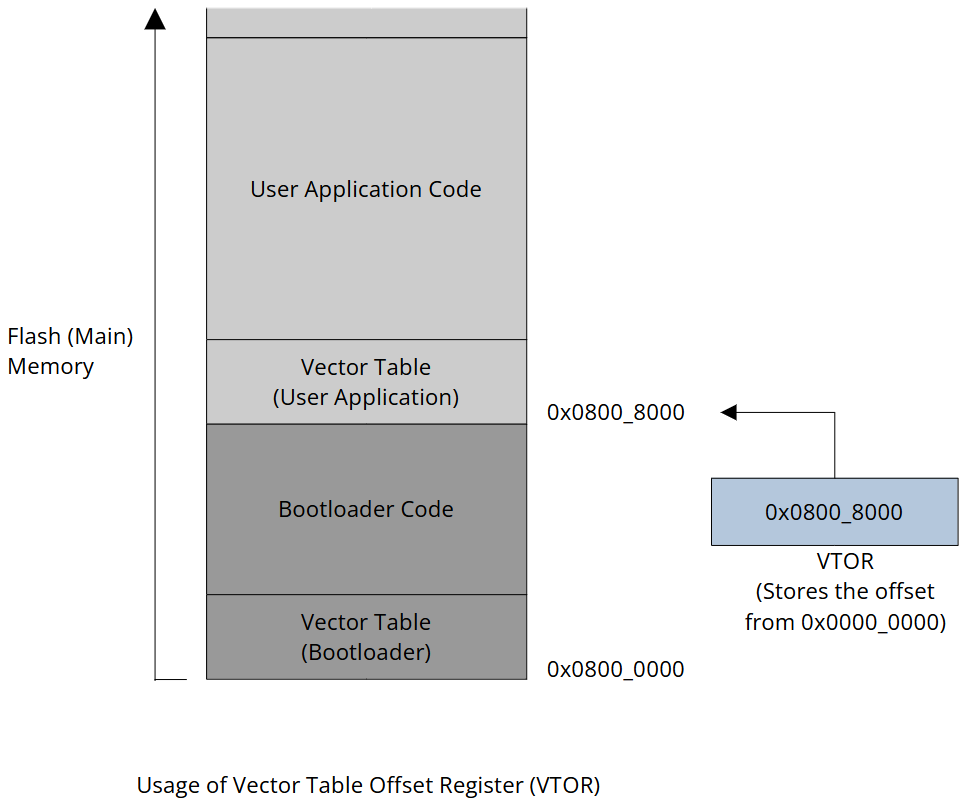 User Application Code
Flash (Main)
Memory
Vector Table
(User Application)
0x0800_8000
Bootloader Code
0x0800_8000
VTOR
(Stores the offset
from 0x0000_0000)
Vector Table
(Bootloader)
0x0800_0000
Usage of Vector Table Offset Register (VTOR)